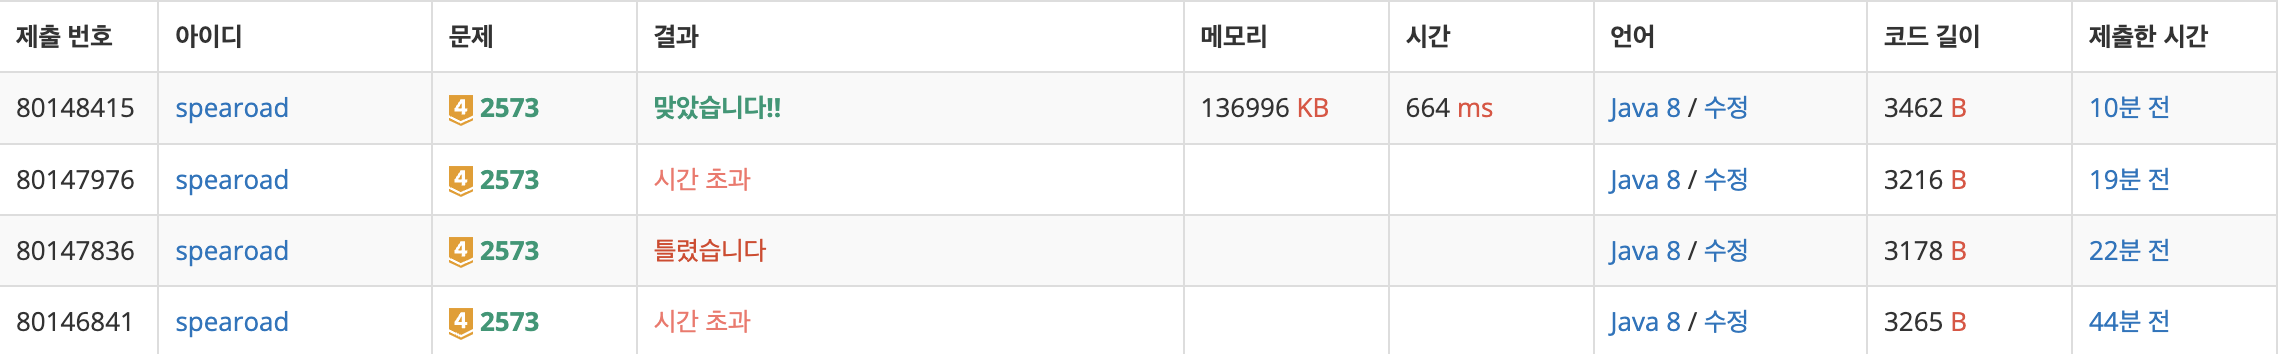 제출 번호 아이디 문제 결과 메모리 시간 언어 코드 길이 제출한 시간
80148415 spearoad 4 2573 맞았습니다!! 136996 KB 664 ms Java 8 / 수정 3462 B 10분 전
80147976 spearoad 4 2573 시간 초과 Java 8 / 수정 3216 B 19분 전
80147836 spearoad 4 2573 틀렸습니다 Java 8 / 수정 3178 B 22분 전
80146841 spearoad 4 2573 시간 초과 Java 8 / 수정 3265 B 44분 전